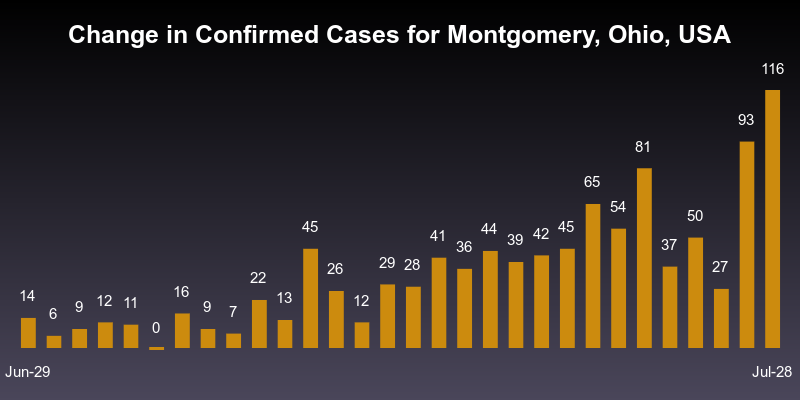 Change in Confirmed Cases for Montgomery, Ohio, USA
14 6 9 12 11 0 16 9 7 22 13 45 26 12 29 28 41 36 44 39 42 45 65 54 81 37 50 27 93 116
Jun-29 Jul-28